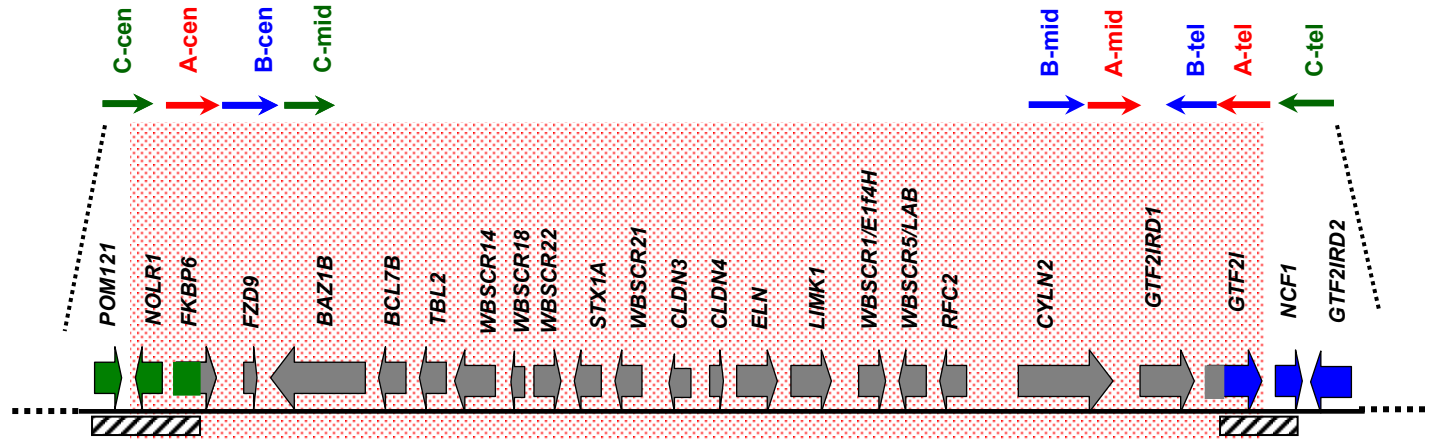 C-cen
A-cen
B-cen
C-mid
B-mid
A-mid
B-tel
A-tel
C-tel
POM121
NOLR1
FKBP6
FZD9
BAZ1B
BCL7B
TBL2
WBSCR14
WBSCR18
WBSCR22
STX1A
WBSCR21
CLDN3
CLDN4
ELN
LIMK1
WBSCR1/E1f4H
WBSCR5/LAB
RFC2
CYLN2
GTF2IRD1
GTF2I
NCF1
GTF2IRD2